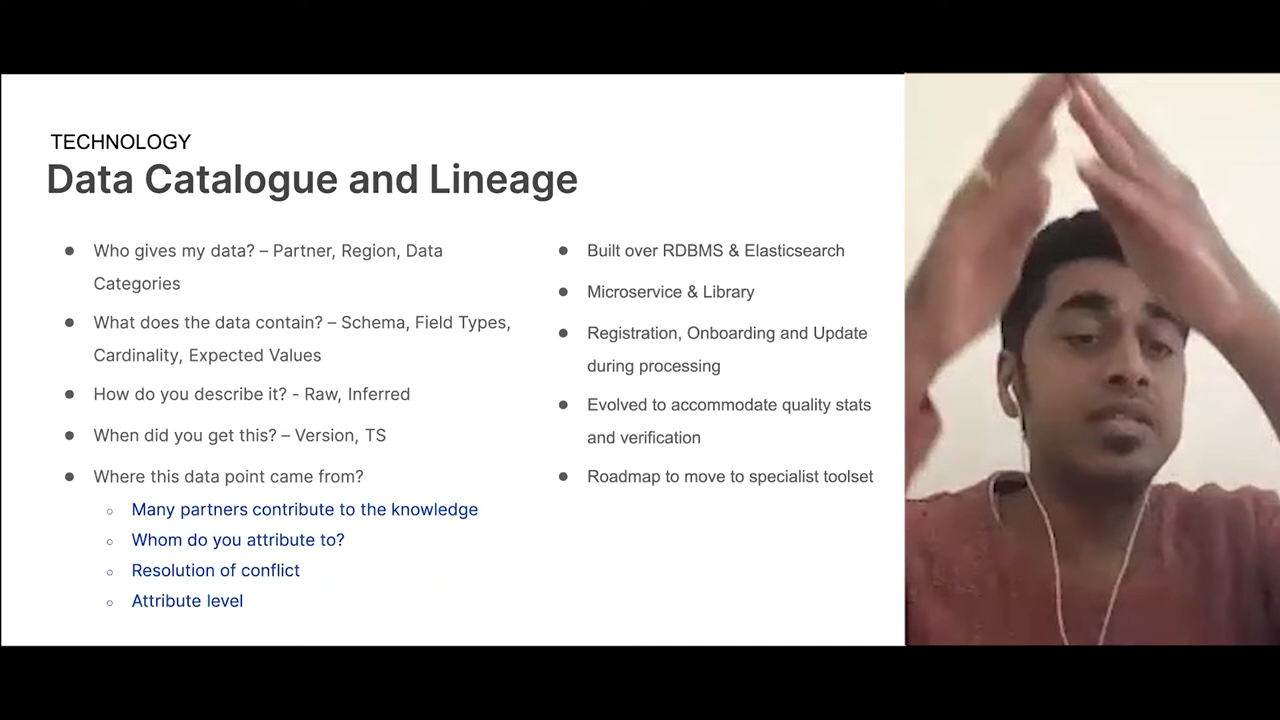 TECHNOLOGY
Data Catalogue and Lineage
● Who gives my data? – Partner, Region, Data
Categories
● What does the data contain? – Schema, Field Types,
Cardinality, Expected Values
● How do you describe it? - Raw, Inferred
● When did you get this? – Version, TS
● Where this data point came from?
○ Many partners contribute to the knowledge
○ Whom do you attribute to?
○ Resolution of conflict
○ Attribute level
● Built over RDBMS & Elasticsearch
● Microservice & Library
● Registration, Onboarding and Update
during processing
● Evolved to accommodate quality stats
and verification
● Roadmap to move to specialist toolset